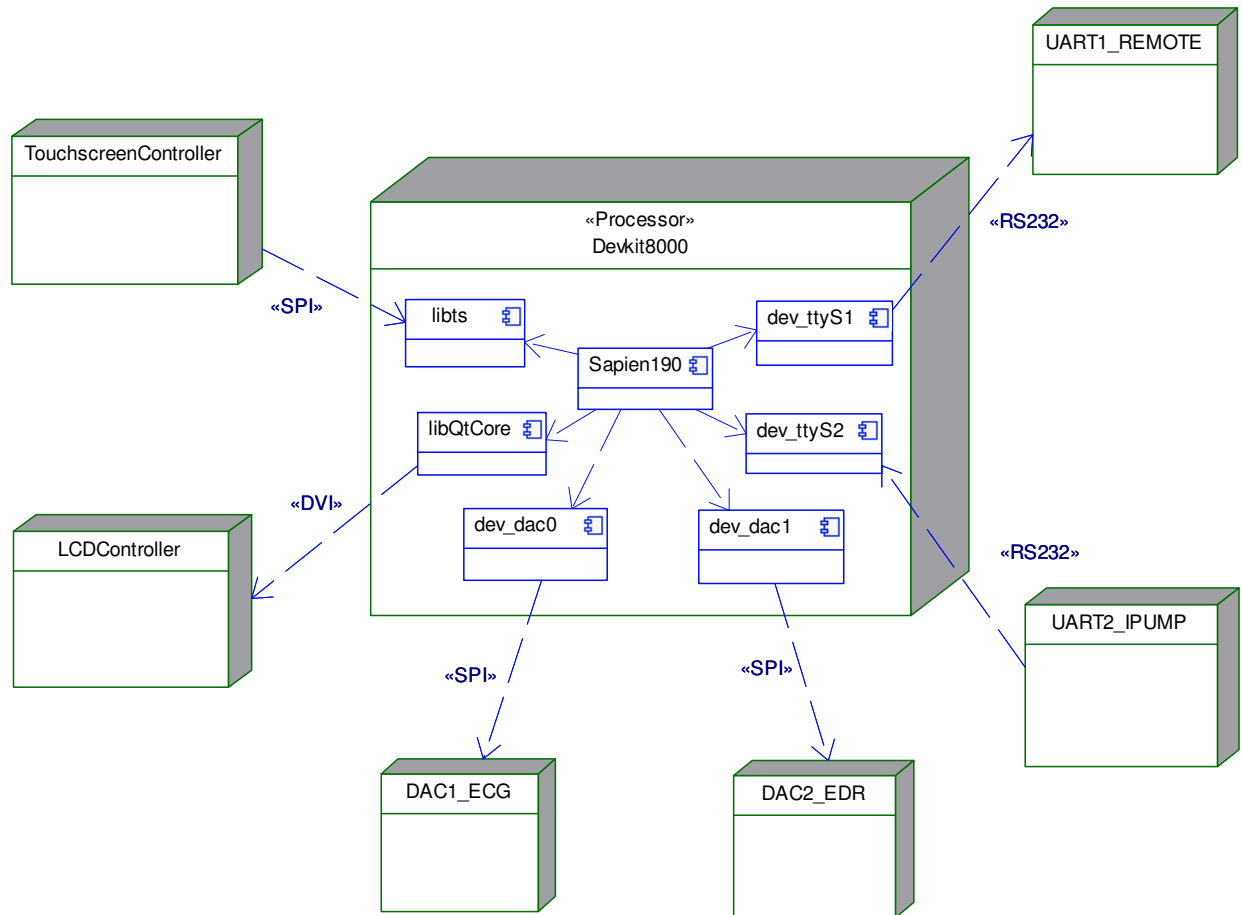 UART1_REMOTE
TouchscreenController
«Processor»
Devkit8000
«RS232»
«SPI»
libts
dev_ttyS1
Sapien190
libQtCore
dev_ttyS2
«DVI»
dev_dac0
dev_dac1
LCDController
«RS232»
UART2_IPUMP
«SPI»
«SPI»
DAC1_ECG
DAC2_EDR